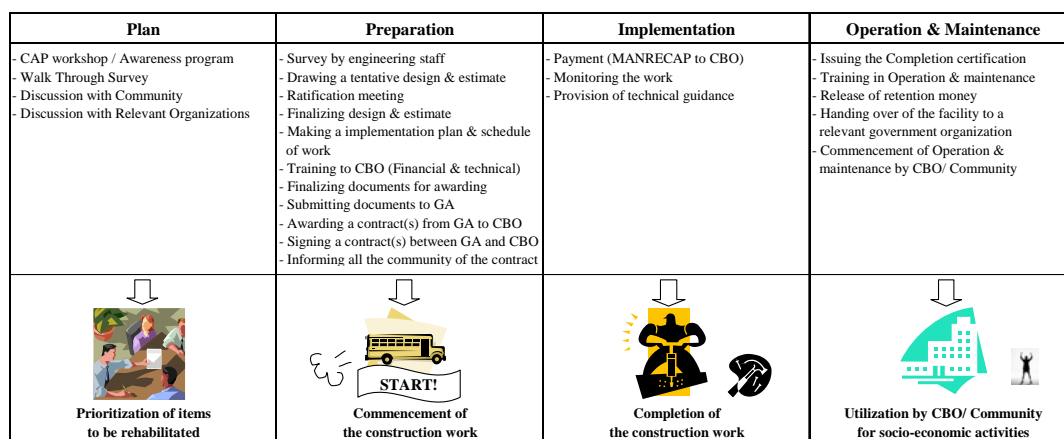 Plan
- CAP workshop / Awareness program
- Walk Through Survey
- Discussion with Community
- Discussion with Relevant Organizations
Prioritization of items
to be rehabilitated
Preparation
- Survey by engineering staff
- Drawing a tentative design & estimate
- Ratification meeting
- Finalizing design & estimate
- Making a implementation plan & schedule
of work
- Training to CBO (Financial & technical)
- Finalizing documents for awarding
- Submitting documents to GA
- Awarding a contract(s) from GA to CBO
- Signing a contract(s) between GA and CBO
- Informing all the community of the contract
START!
Commencement of
the construction work
Implementation
- Payment (MANRECAP to CBO)
- Monitoring the work
- Provision of technical guidance
Completion of
the construction work
Operation & Maintenance
- Issuing the Completion certification
- Training in Operation & maintenance
- Release of retention money
- Handing over of the facility to a
relevant government organization
- Commencement of Operation &
maintenance by CBO/ Community
Utilization by CBO/ Community
for socio-economic activities